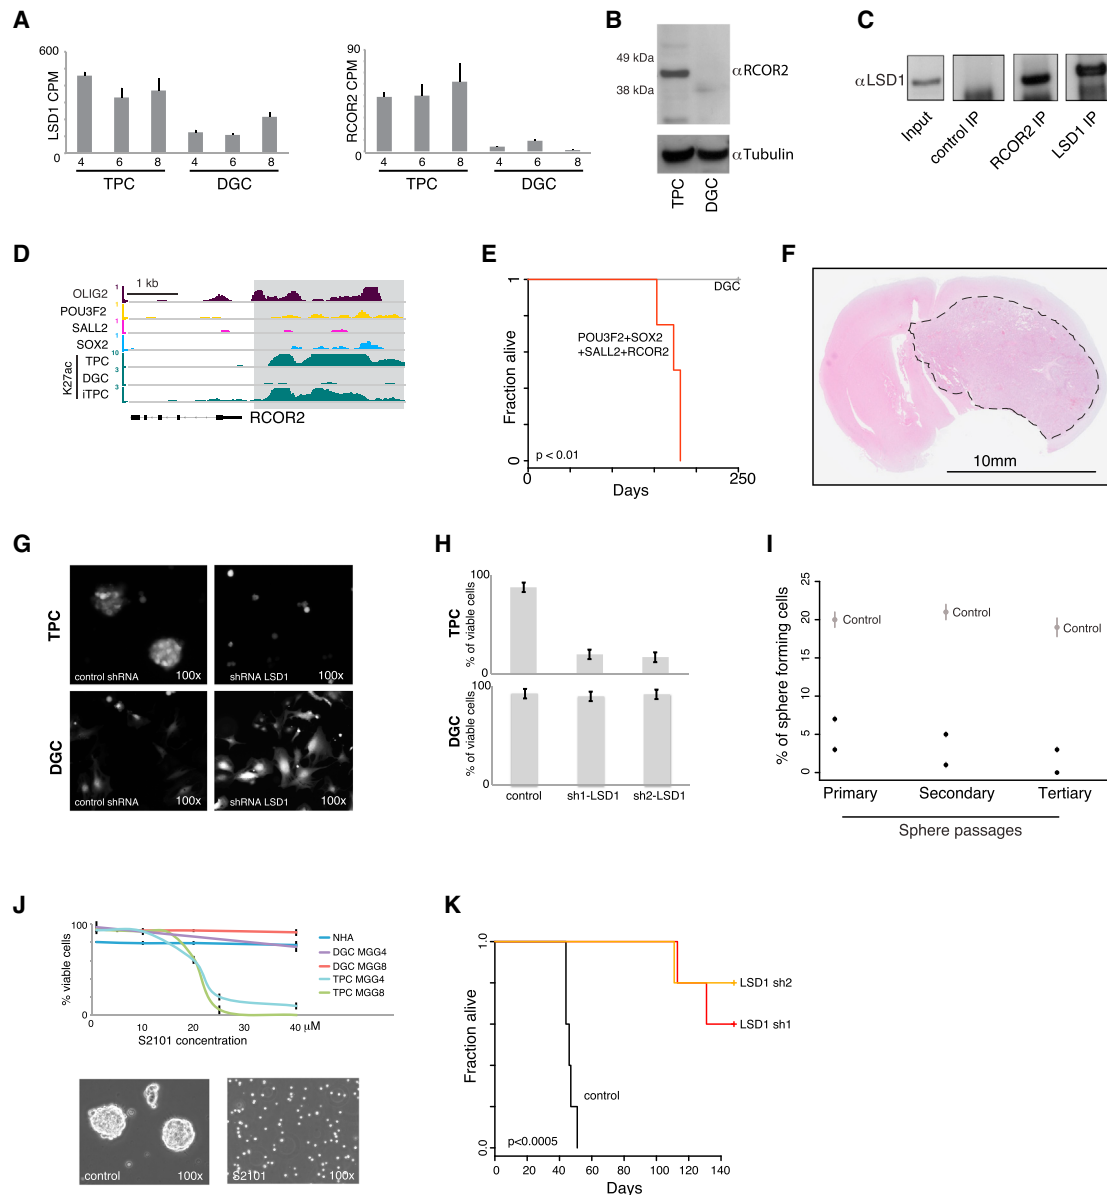 A
600
LSD1 CPM
0
4 6 8 4 6 8
TPC DGC
90
RCOR2 CPM
0
4 6 8 4 6 8
TPC DGC
B
49 kDa
38 kDa
αRCOR2
αTubulin
TPC
DGC
C
αLSD1
Input
control IP
RCOR2 IP
LSD1 IP
D
1 kb
OLIG2 1
POU3F2
SALL2
SOX2 1
K27ac
TPC 10
DGC 3
iTPC 3
RCOR2
E
Fraction alive
1
0
DGC
POU3F2+SOX2
+SALL2+RCOR2
p < 0.01
0 250
Days
F
10mm
G
TPC
control shRNA 100x
shRNA LSD1 100x
DGC
control shRNA 100x
shRNA LSD1 100x
H
TPC
% of viable cells
100
0
DGC
% of viable cells
100
0
control sh1-LSD1 sh2-LSD1
I
% of sphere forming cells
25
20
15
10
5
0
Control
Control
Control
Primary Secondary Tertiary
Sphere passages
J
100
% viable cells
0
0 10 20 30 40 μM
S2101 concentration
NHA
DGC MGG4
DGC MGG8
TPC MGG4
TPC MGG8
control 100x
S2101 100x
K
Fraction alive
1.0
0.0
LSD1 sh2
LSD1 sh1
control
p<0.0005
0 20 40 60 80 100 120 140
Days